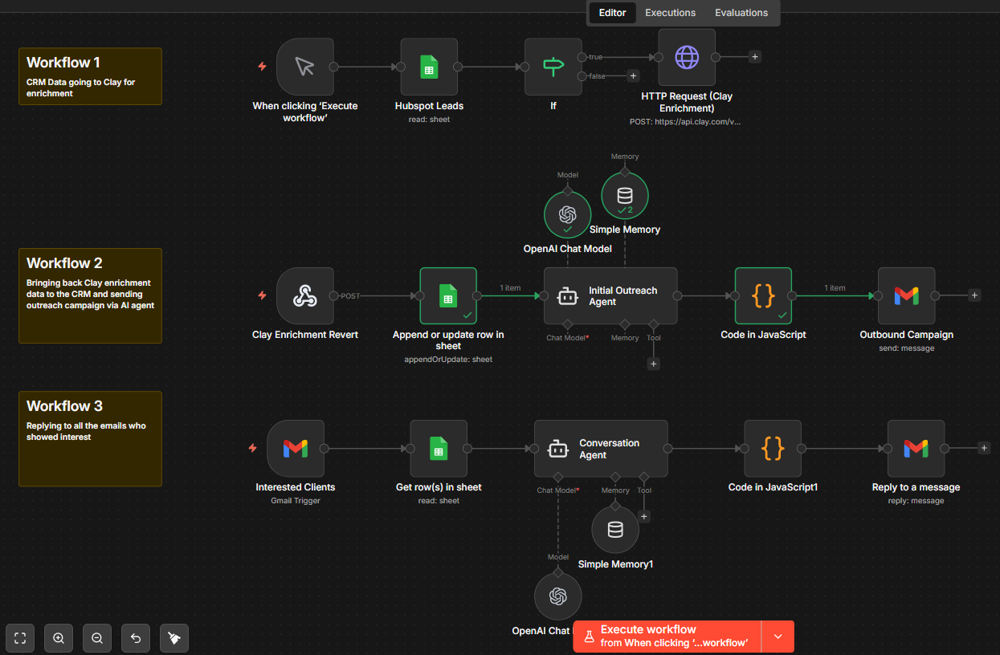 Editor
Executions
Evaluations
Workflow 1
CRM Data going to Clay for
enrichment
When clicking ‘Execute
workflow’
Hubspot Leads
read: sheet
true
false
If
HTTP Request (Clay
Enrichment)
POST: https://api.clay.com/v...
Memory
Model
2
Simple Memory
OpenAI Chat Model
Workflow 2
Bringing back Clay enrichment
data to the CRM and sending
outreach campaign via AI agent
POST
Clay Enrichment Revert
Append or update row in
sheet
appendOrUpdate: sheet
1 item
Initial Outreach
Agent
Chat Model*
Memory
Tool
Code in JavaScript
1 item
Outbound Campaign
send: message
Workflow 3
Replying to all the emails who
showed interest
Interested Clients
Gmail Trigger
Get row(s) in sheet
read: sheet
Conversation
Agent
Chat Model*
Memory
Tool
Code in JavaScript1
Reply to a message
reply: message
Simple Memory1
Model
OpenAI Chat
Execute workflow
from When clicking ‘...workflow’